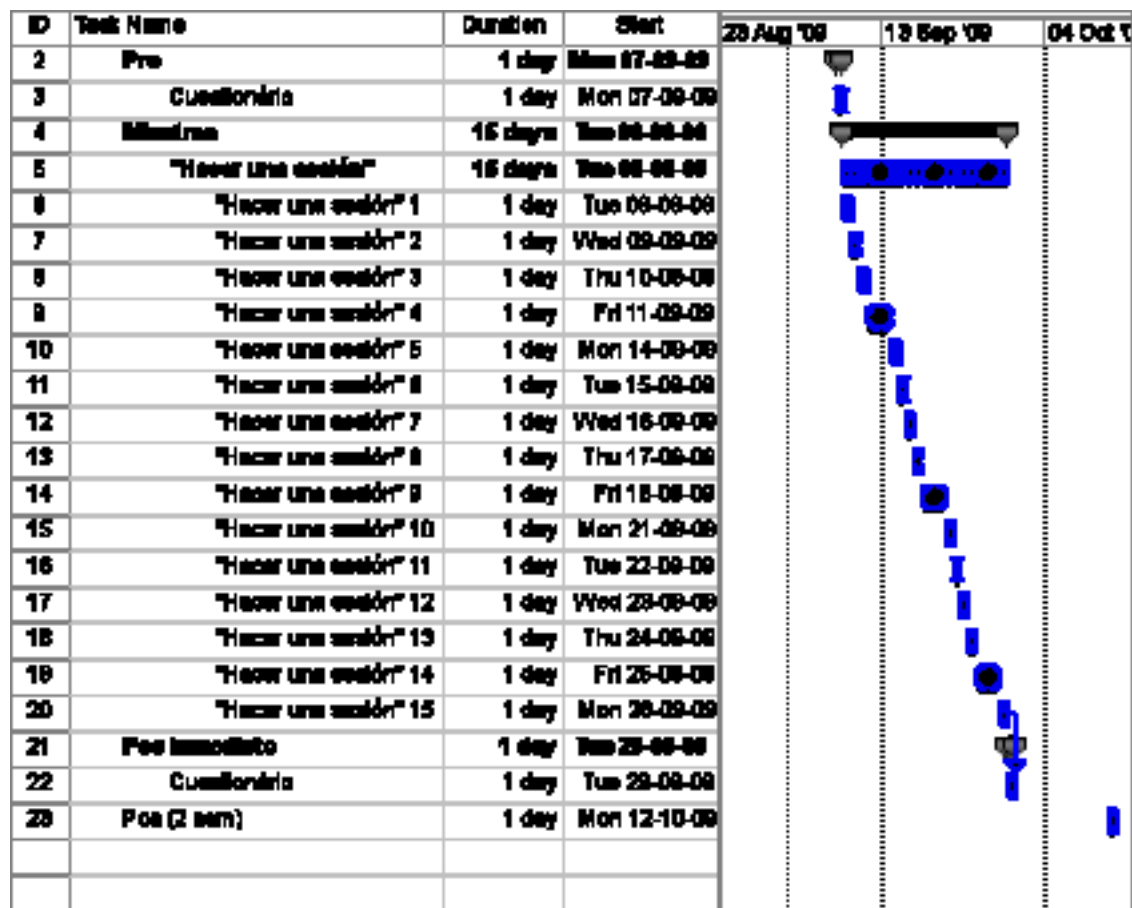 ID Task Name Duration Start 23 Aug '09 13 Sep '09 04 Oct
2 Pre 1 day Mon 07-09-09
3 Cuestionário 1 day Mon 07-09-09
4 15 days Tue 08-09-09
5 "Hacer una sesión" 15 days Tue 08-09-09
6 "Hacer una sesión" 1 1 day Tue 08-09-09
7 "Hacer una sesión" 2 1 day Wed 09-09-09
8 "Hacer una sesión" 3 1 day Thu 10-09-09
9 "Hacer una sesión" 4 1 day Fri 11-09-09
10 "Hacer una sesión" 5 1 day Mon 14-09-09
11 "Hacer una sesión" 6 1 day Tue 15-09-09
12 "Hacer una sesión" 7 1 day Wed 16-09-09
13 "Hacer una sesión" 8 1 day Thu 17-09-09
14 "Hacer una sesión" 9 1 day Fri 18-09-09
15 "Hacer una sesión" 10 1 day Mon 21-09-09
16 "Hacer una sesión" 11 1 day Tue 22-09-09
17 "Hacer una sesión" 12 1 day Wed 23-09-09
18 "Hacer una sesión" 13 1 day Thu 24-09-09
19 "Hacer una sesión" 14 1 day Fri 25-09-09
20 "Hacer una sesión" 15 1 day Mon 28-09-09
21 Pos Inmediato 1 day Tue 29-09-09
22 Cuestionário 1 day Tue 29-09-09
23 Pos (2 sem) 1 day Mon 12-10-09